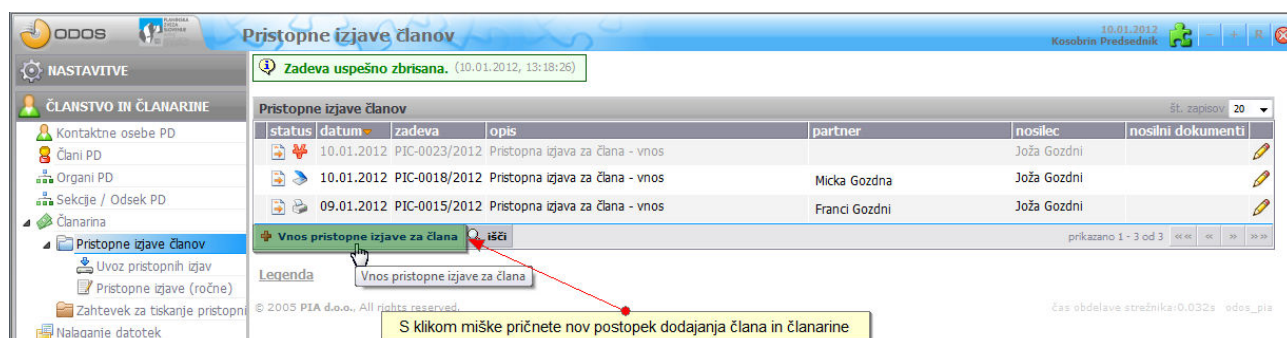 ODOS
PLANINSKA ZVEZA SLOVENIJE
Pristopne izjave članov
10.01.2012
Kosobrin Predsednik
- + R
NASTAVITVE
Zadeva uspešno zbrisana. (10.01.2012, 13:18:26)
ČLANSTVO IN ČLANARINE
Kontaktne osebe PD
Člani PD
Organi PD
Sekcije / Odsek PD
Članarina
Pristopne izjave članov
Uvoz pristopnih izjav
Pristopne izjave (ročne)
Zahtevek za tiskanje pristopni
Nalaganje datotek
Pristopne izjave članov
št. zapisov 20
status datum zadeva opis partner nosilec nosilni dokumenti
10.01.2012 PIC-0023/2012 Pristopna izjava za člana - vnos Joža Gozdni
10.01.2012 PIC-0018/2012 Pristopna izjava za člana - vnos Micka Gozdna Joža Gozdni
09.01.2012 PIC-0015/2012 Pristopna izjava za člana - vnos Franci Gozdni Joža Gozdni
Vnos pristopne izjave za člana išči
prikazano 1 - 3 od 3 «« « » »»
Legenda
Vnos pristopne izjave za člana
© 2005 PIA d.o.o., All rights reserved.
čas obdelave strežnika:0.032s odos_pia
S klikom miške pričnete nov postopek dodajanja člana in članarine